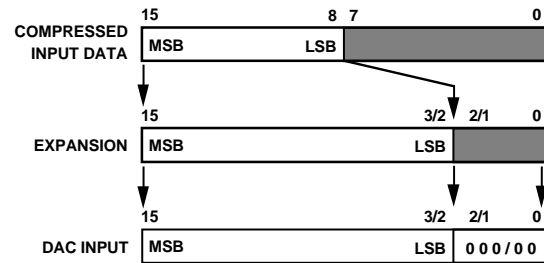 15 8 7 0
COMPRESSED
INPUT DATA
MSB LSB
15 3/2 2/1 0
EXPANSION MSB LSB
15 3/2 2/1 0
DAC INPUT MSB LSB 000/00